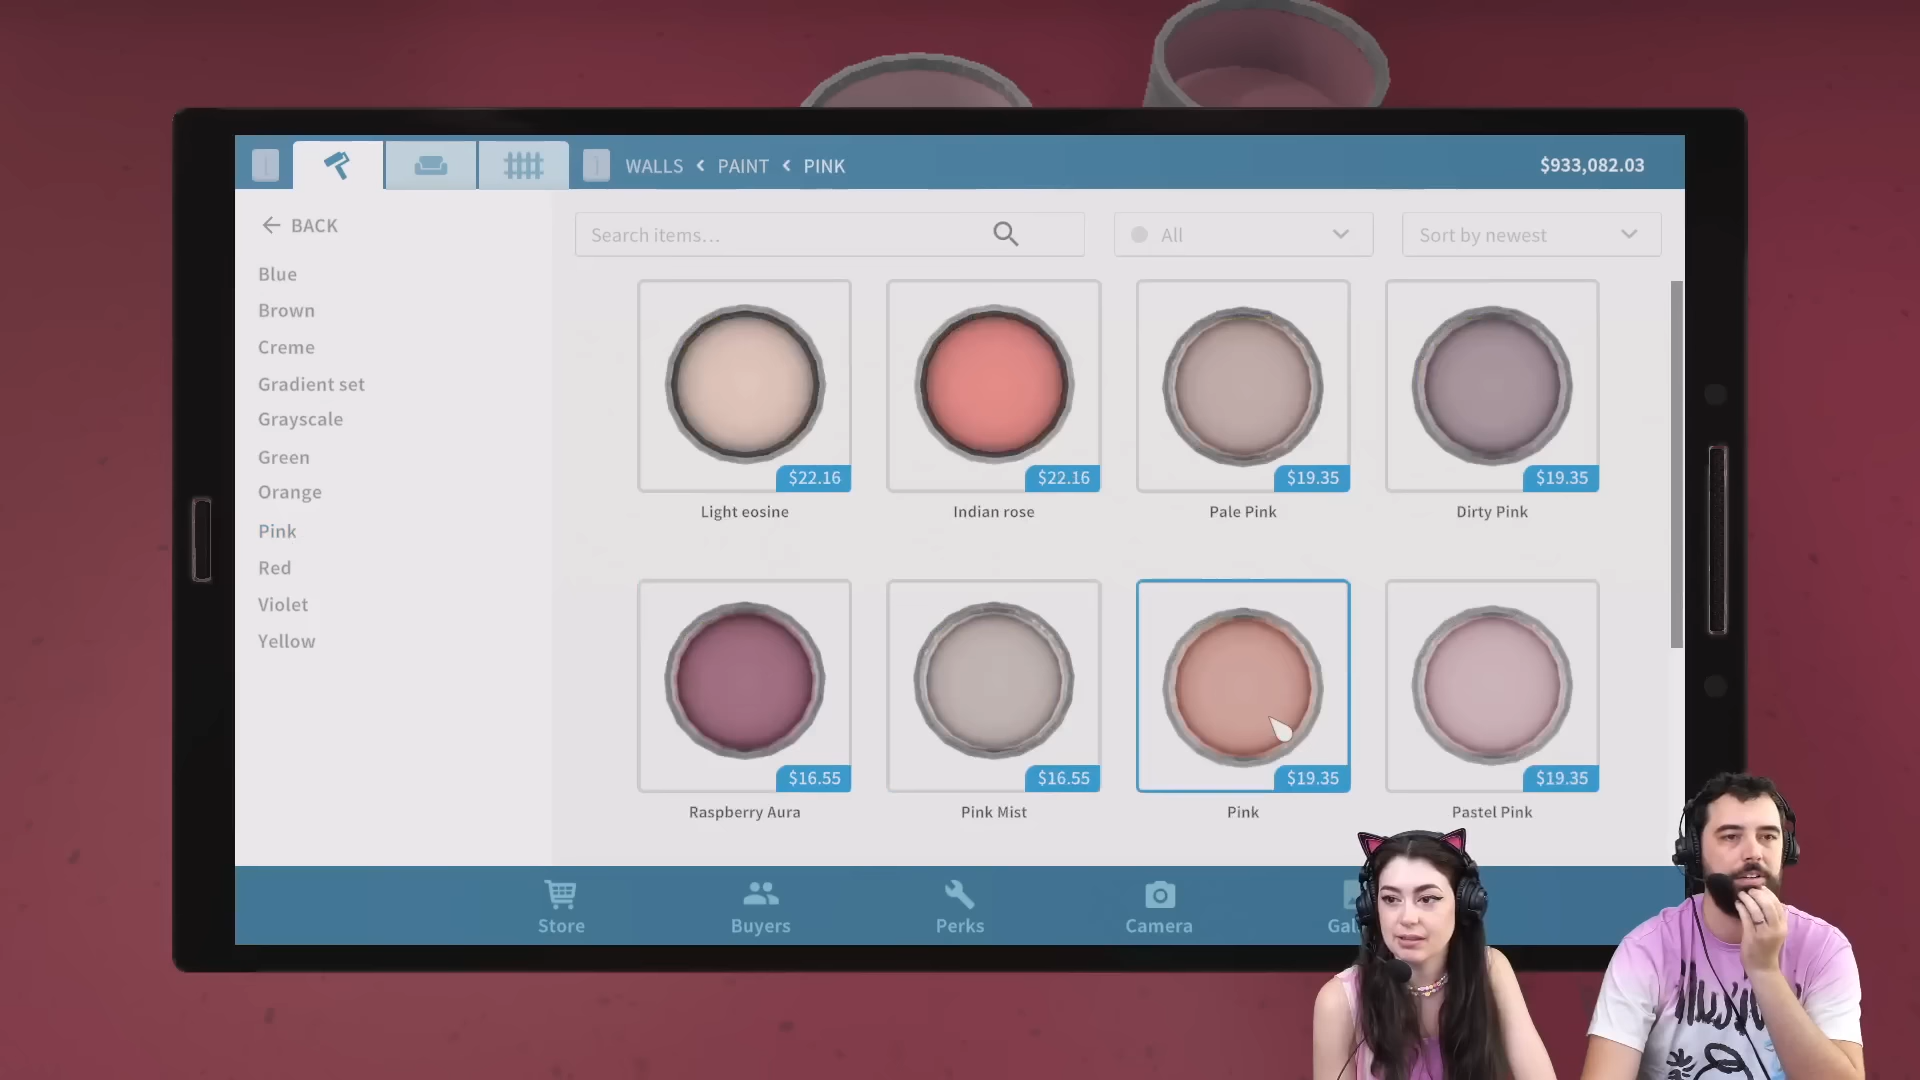 WALLS < PAINT < PINK
$933,082.03
BACK
Search items...
All
Sort by newest
Blue
Brown
Creme
Gradient set
Grayscale
Green
Orange
Pink
Red
Violet
Yellow
$22.16
$22.16
$19.35
$19.35
Light eosine
Indian rose
Pale Pink
Dirty Pink
$16.55
$16.55
$19.35
$19.35
Raspberry Aura
Pink Mist
Pink
Pastel Pink
Store
Buyers
Perks
Camera